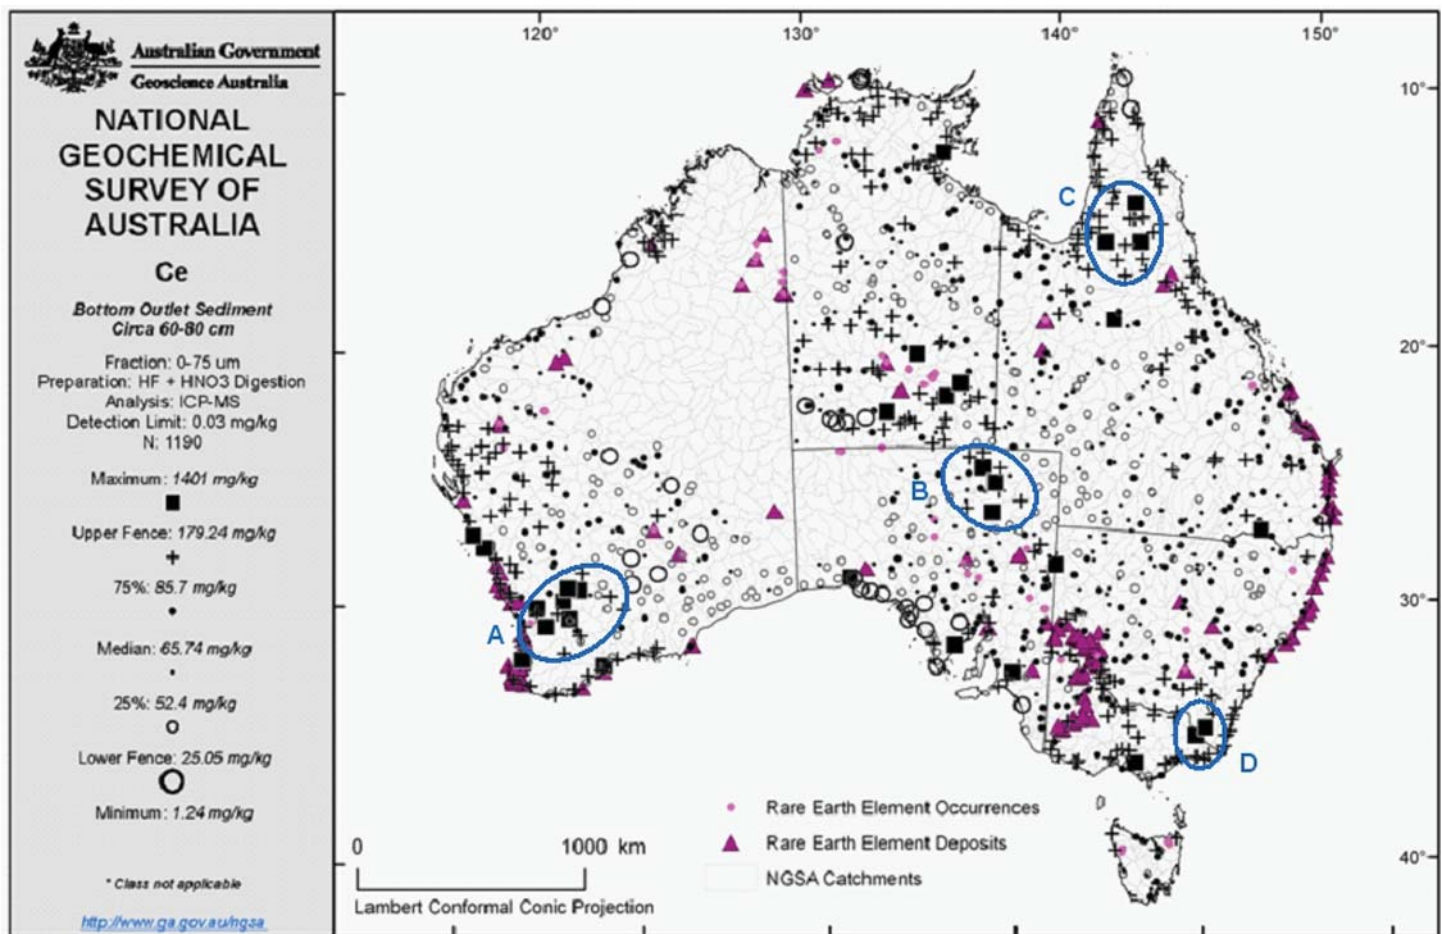 Australian Government
Geoscience Australia
NATIONAL
GEOCHEMICAL
SURVEY OF
AUSTRALIA
Ce
Bottom Outlet Sediment
Circa 60-80 cm
Fraction: 0-75 um
Preparation: HF + HNO3 Digestion
Analysis: ICP-MS
Detection Limit: 0.03 mg/kg
N: 1190
Maximum: 1401 mg/kg
Upper Fence: 179.24 mg/kg
75%: 85.7 mg/kg
Median: 65.74 mg/kg
25%: 52.4 mg/kg
Lower Fence: 25.05 mg/kg
Minimum: 1.24 mg/kg
* Class not applicable
http://www.ga.gov.au/ngsa
120°
130°
140°
150°
10°
20°
30°
40°
C
B
A
D
Rare Earth Element Occurrences
Rare Earth Element Deposits
NGSA Catchments
0
1000 km
Lambert Conformal Conic Projection